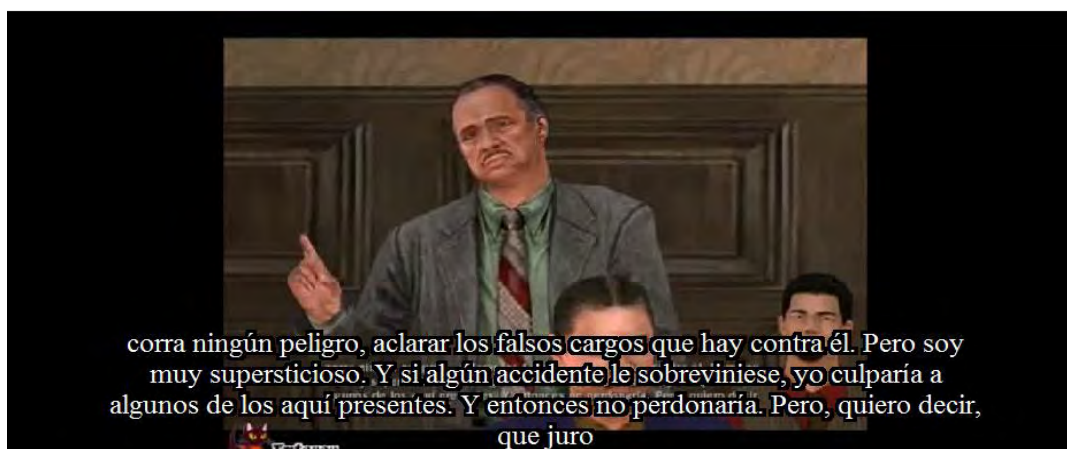 corra ningún peligro, aclarar los falsos cargos que hay contra él. Pero soy
muy supersticioso. Y si algún accidente le sobreviniese, yo culparía a
algunos de los aquí presentes. Y entonces no perdonaría. Pero, quiero decir,
que juro